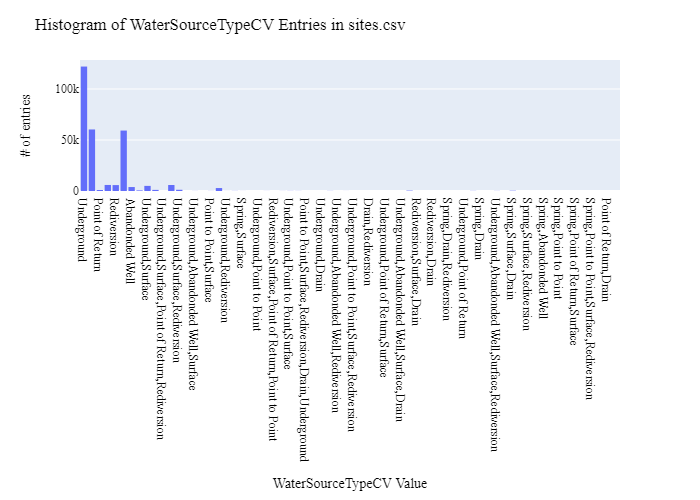 Histogram of WaterSourceTypeCV Entries in sites.csv
# of entries
100k
50k
0
Underground
Point of Return
Rediversion
Abandonded Well
Underground,Surface
Underground,Surface,Point of Return,Rediversion
Underground,Surface,Rediversion
Underground,Abandonded Well,Surface
Point to Point,Surface
Underground,Rediversion
Spring,Surface
Underground,Point to Point
Rediversion,Surface,Point of Return,Point to Point
Underground,Point to Point,Surface
Point to Point,Surface,Rediversion,Drain,Underground
Underground,Drain
Underground,Abandonded Well,Rediversion
Underground,Point to Point,Surface,Rediversion
Drain,Rediversion
Underground,Point of Return,Surface
Underground,Abandonded Well,Surface,Drain
Rediversion,Surface,Drain
Rediversion,Drain
Spring,Drain,Rediversion
Underground,Point of Return
Spring,Drain
Underground,Abandonded Well,Surface,Rediversion
Spring,Surface,Drain
Spring,Surface,Rediversion
Spring,Abandonded Well
Spring,Point to Point
Spring,Point of Return,Surface
Spring,Point to Point,Surface,Rediversion
Point of Return,Drain
WaterSourceTypeCV Value